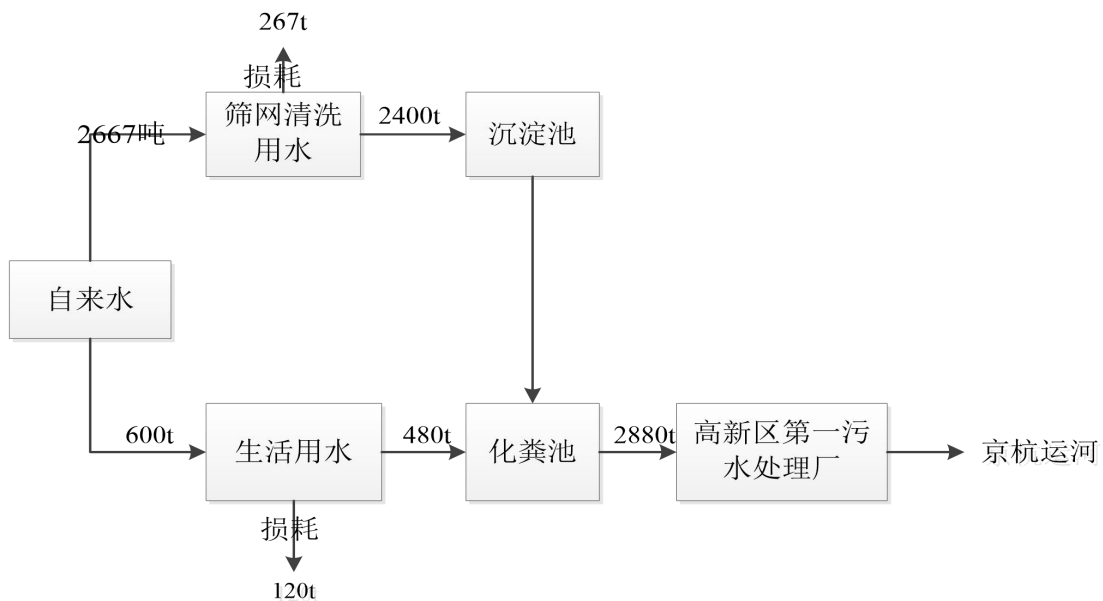 267t
损耗
2667吨
筛网清洗
用水
2400t
沉淀池
自来水
600t
生活用水
480t
化粪池
2880t
高新区第一污
水处理厂
京杭运河
损耗
120t